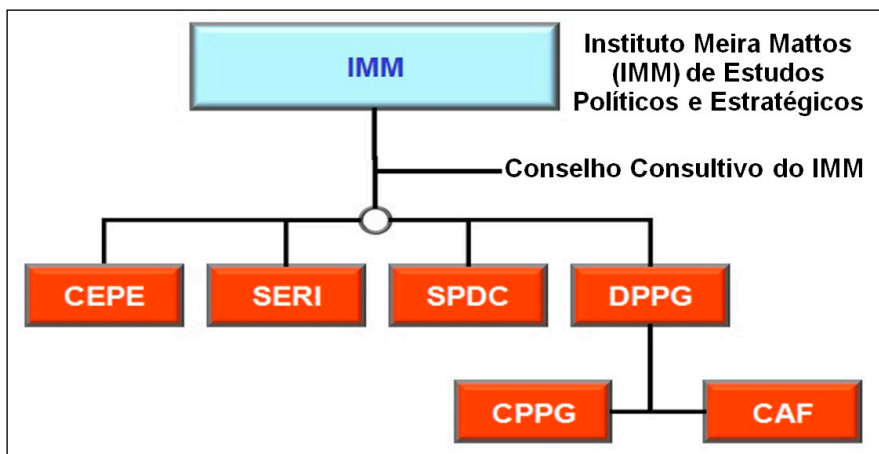 IMM
Instituto Meira Mattos
(IMM) de Estudos
Políticos e Estratégicos
Conselho Consultivo do IMM
CEPE
SERI
SPDC
DPPG
CPPG
CAF